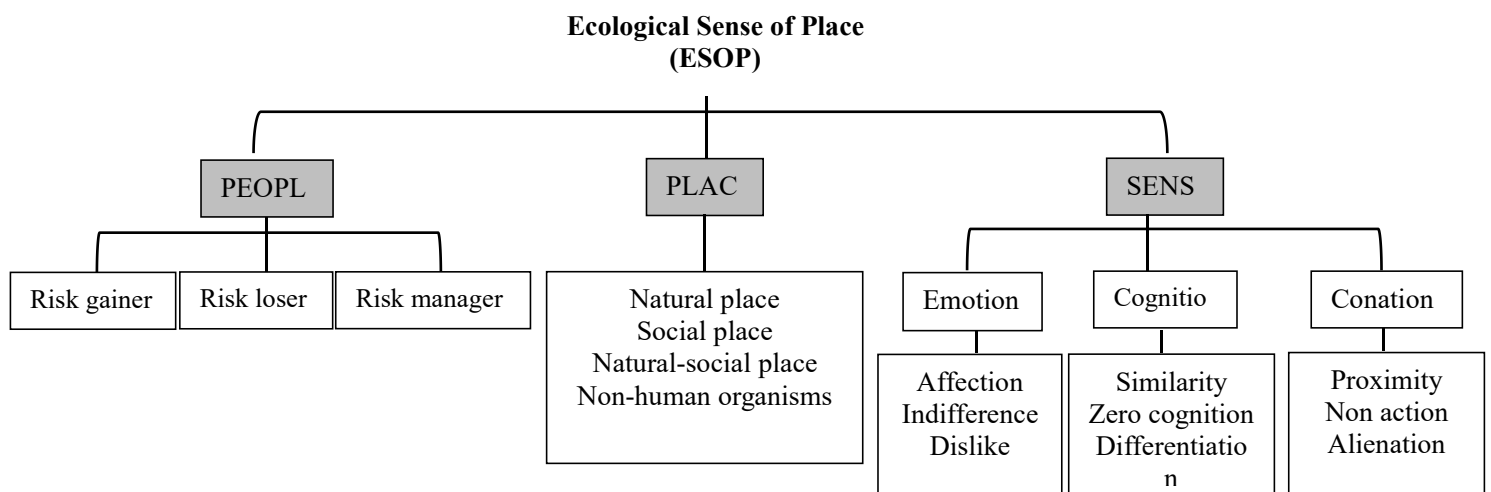 Ecological Sense of Place
(ESOP)
PEOPL
PLAC
SENS
Risk gainer
Risk loser
Risk manager
Natural place
Social place
Natural-social place
Non-human organisms
Emotion
Cognitio
Conation
Affection
Indifference
Dislike
Similarity
Zero cognition
Differentiatio
n
Proximity
Non action
Alienation